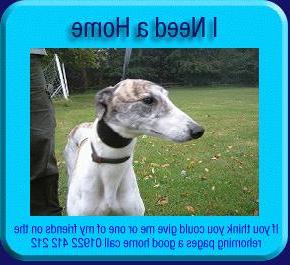 I Need a Home
If you think you could give me or one of my friends on the
rehoming pages a good home call 01922 412 212